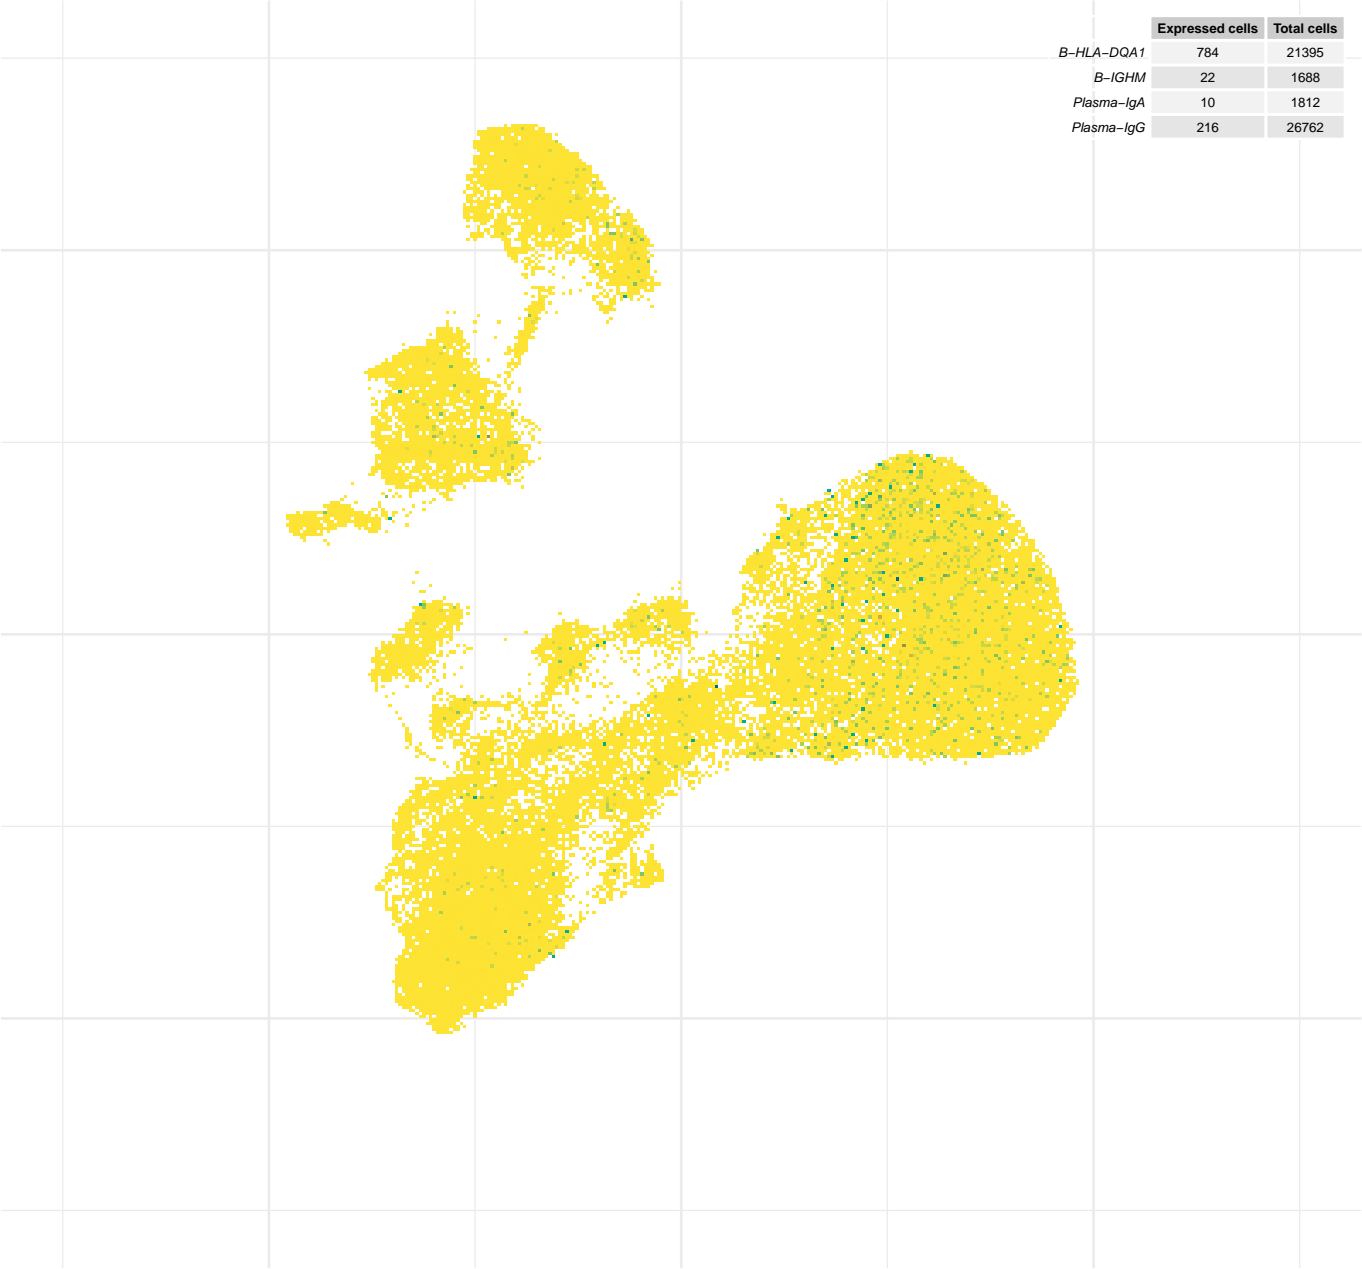 Expressed cells Total cells
B−HLA−DQA1 784 21395
B−IGHM 22 1688
Plasma−IgA 10 1812
Plasma−IgG 216 26762